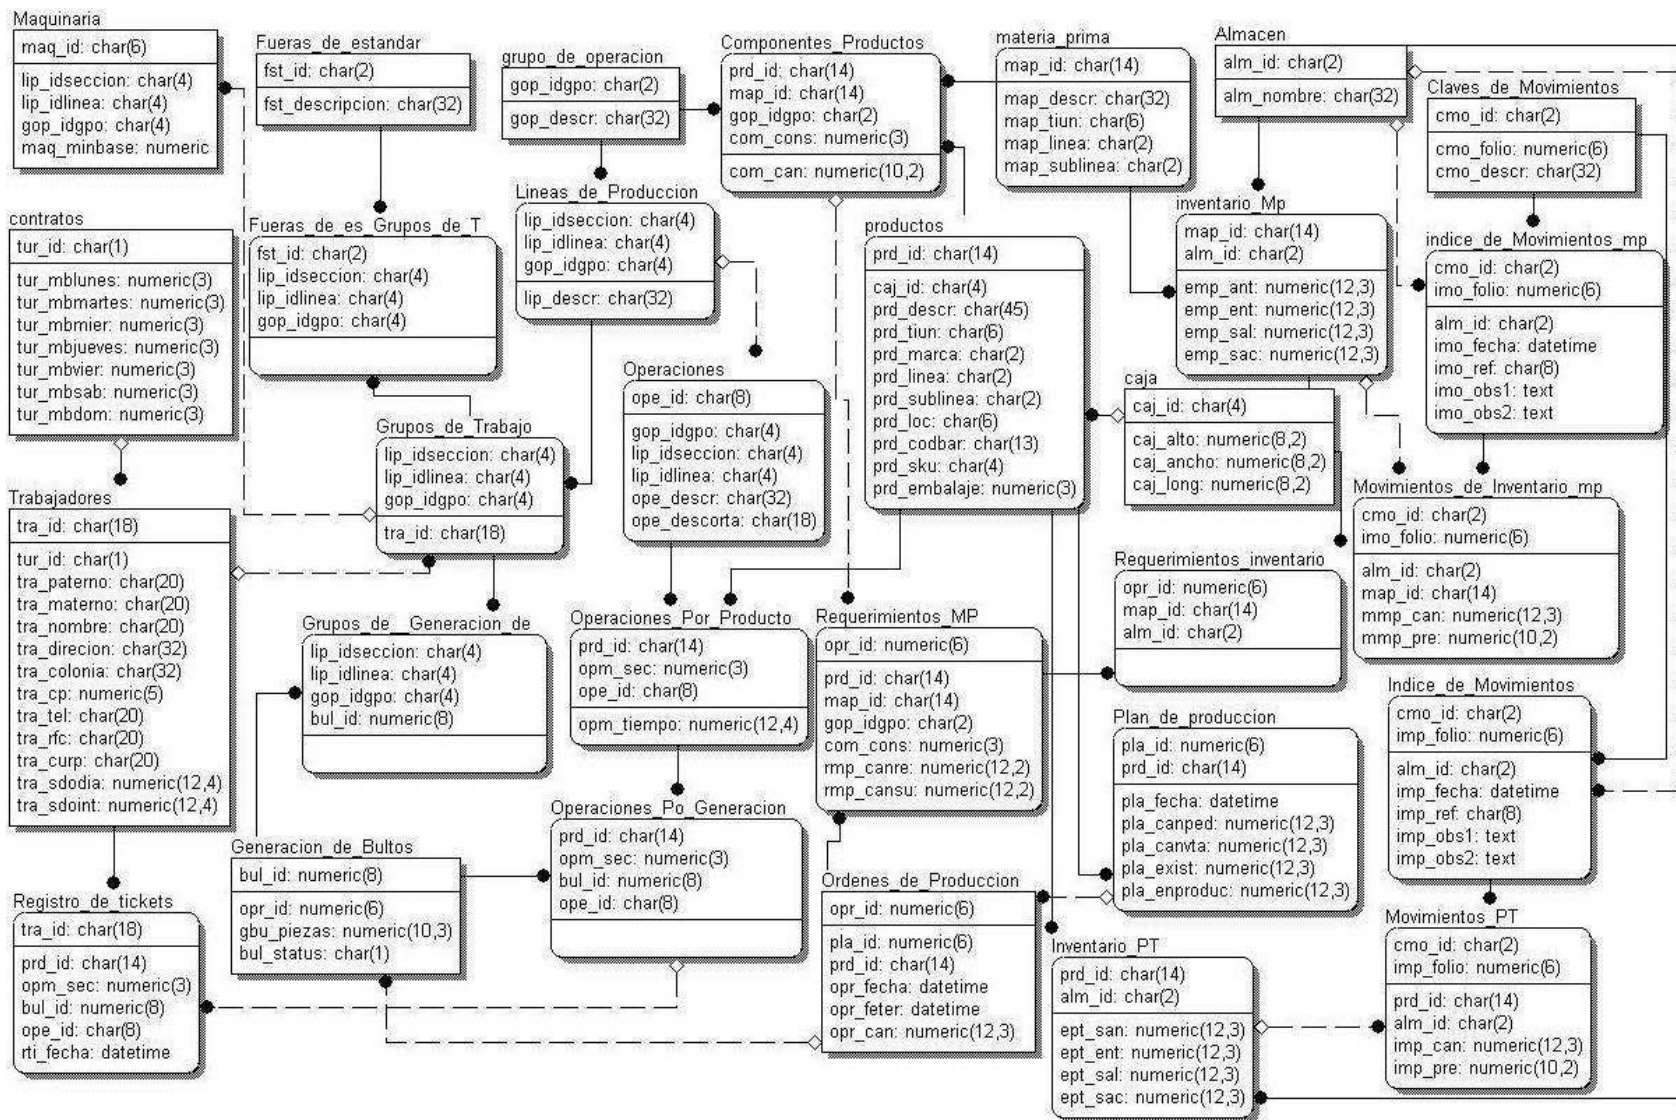 Maquinaria
maq_id: char(6)
lip_idseccion: char(4)
lip_idlinea: char(4)
gop_idgpo: char(4)
maq_minbase: numeric
Fueras_de_estandar
fst_id: char(2)
fst_descripcion: char(32)
grupo_de_operacion
gop_idgpo: char(2)
gop_descr: char(32)
Componentes_Productos
prd_id: char(14)
map_id: char(14)
gop_idgpo: char(2)
com_cons: numeric(3)
com_can: numeric(10,2)
materia_prima
map_id: char(14)
map_descr: char(32)
map_tiun: char(6)
map_linea: char(2)
map_sublinea: char(2)
Almacen
alm_id: char(2)
alm_nombre: char(32)
Claves_de_Movimientos
cmo_id: char(2)
cmo_folio: numeric(6)
cmo_descr: char(32)
contratos
tur_id: char(1)
tur_mblunes: numeric(3)
tur_mbmartes: numeric(3)
tur_mbmier: numeric(3)
tur_mbjueves: numeric(3)
tur_mbvier: numeric(3)
tur_mbsab: numeric(3)
tur_mbdom: numeric(3)
Fueras_de_es_Grupos_de_T
fst_id: char(2)
lip_idseccion: char(4)
lip_idlinea: char(4)
gop_idgpo: char(4)
Lineas_de_Produccion
lip_idseccion: char(4)
lip_idlinea: char(4)
gop_idgpo: char(4)
lip_descr: char(32)
productos
prd_id: char(14)
caj_id: char(4)
prd_descr: char(45)
prd_tiun: char(6)
prd_marca: char(2)
prd_linea: char(2)
prd_sublinea: char(2)
prd_loc: char(6)
prd_codbar: char(13)
prd_sku: char(4)
prd_embalaje: numeric(3)
inventario_Mp
map_id: char(14)
alm_id: char(2)
emp_ant: numeric(12,3)
emp_ent: numeric(12,3)
emp_sal: numeric(12,3)
emp_sac: numeric(12,3)
indice_de_Movimientos_mp
cmo_id: char(2)
imo_folio: numeric(6)
alm_id: char(2)
imo_fecha: datetime
imo_ref: char(8)
imo_obs1: text
imo_obs2: text
Operaciones
ope_id: char(8)
gop_idgpo: char(4)
lip_idseccion: char(4)
lip_idlinea: char(4)
ope_descr: char(32)
ope_descorta: char(18)
caja
caj_id: char(4)
caj_alto: numeric(8,2)
caj_ancho: numeric(8,2)
caj_long: numeric(8,2)
Grupos_de_Trabajo
lip_idseccion: char(4)
lip_idlinea: char(4)
gop_idgpo: char(4)
tra_id: char(18)
Movimientos_de_Inventario_mp
cmo_id: char(2)
imo_folio: numeric(6)
alm_id: char(2)
map_id: char(14)
mmp_can: numeric(12,3)
mmp_pre: numeric(10,2)
Trabajadores
tra_id: char(18)
tur_id: char(1)
tra_paterno: char(20)
tra_materno: char(20)
tra_nombre: char(20)
tra_direcion: char(32)
tra_colonia: char(32)
tra_cp: numeric(5)
tra_tel: char(20)
tra_rfc: char(20)
tra_curp: char(20)
tra_sdodia: numeric(12,4)
tra_sdoint: numeric(12,4)
Requerimientos_inventario
opr_id: numeric(6)
map_id: char(14)
alm_id: char(2)
Grupos_de__Generacion_de
lip_idseccion: char(4)
lip_idlinea: char(4)
gop_idgpo: char(4)
bul_id: numeric(8)
Operaciones_Por_Producto
prd_id: char(14)
opm_sec: numeric(3)
ope_id: char(8)
opm_tiempo: numeric(12,4)
Requerimientos_MP
opr_id: numeric(6)
prd_id: char(14)
map_id: char(14)
gop_idgpo: char(2)
com_cons: numeric(3)
rmp_canre: numeric(12,2)
rmp_cansu: numeric(12,2)
Indice_de_Movimientos
cmo_id: char(2)
imp_folio: numeric(6)
alm_id: char(2)
imp_fecha: datetime
imp_ref: char(8)
imp_obs1: text
imp_obs2: text
Plan_de_produccion
pla_id: numeric(6)
prd_id: char(14)
pla_fecha: datetime
pla_canped: numeric(12,3)
pla_canvta: numeric(12,3)
pla_exist: numeric(12,3)
pla_enproduc: numeric(12,3)
Operaciones_Po_Generacion
prd_id: char(14)
opm_sec: numeric(3)
bul_id: numeric(8)
ope_id: char(8)
Generacion_de_Bultos
bul_id: numeric(8)
opr_id: numeric(6)
gbu_piezas: numeric(10,3)
bul_status: char(1)
Ordenes_de_Produccion
opr_id: numeric(6)
pla_id: numeric(6)
prd_id: char(14)
opr_fecha: datetime
opr_feter: datetime
opr_can: numeric(12,3)
Registro_de_tickets
tra_id: char(18)
prd_id: char(14)
opm_sec: numeric(3)
bul_id: numeric(8)
ope_id: char(8)
rti_fecha: datetime
Inventario_PT
prd_id: char(14)
alm_id: char(2)
ept_san: numeric(12,3)
ept_ent: numeric(12,3)
ept_sal: numeric(12,3)
ept_sac: numeric(12,3)
Movimientos_PT
cmo_id: char(2)
imp_folio: numeric(6)
prd_id: char(14)
alm_id: char(2)
imp_can: numeric(12,3)
imp_pre: numeric(10,2)